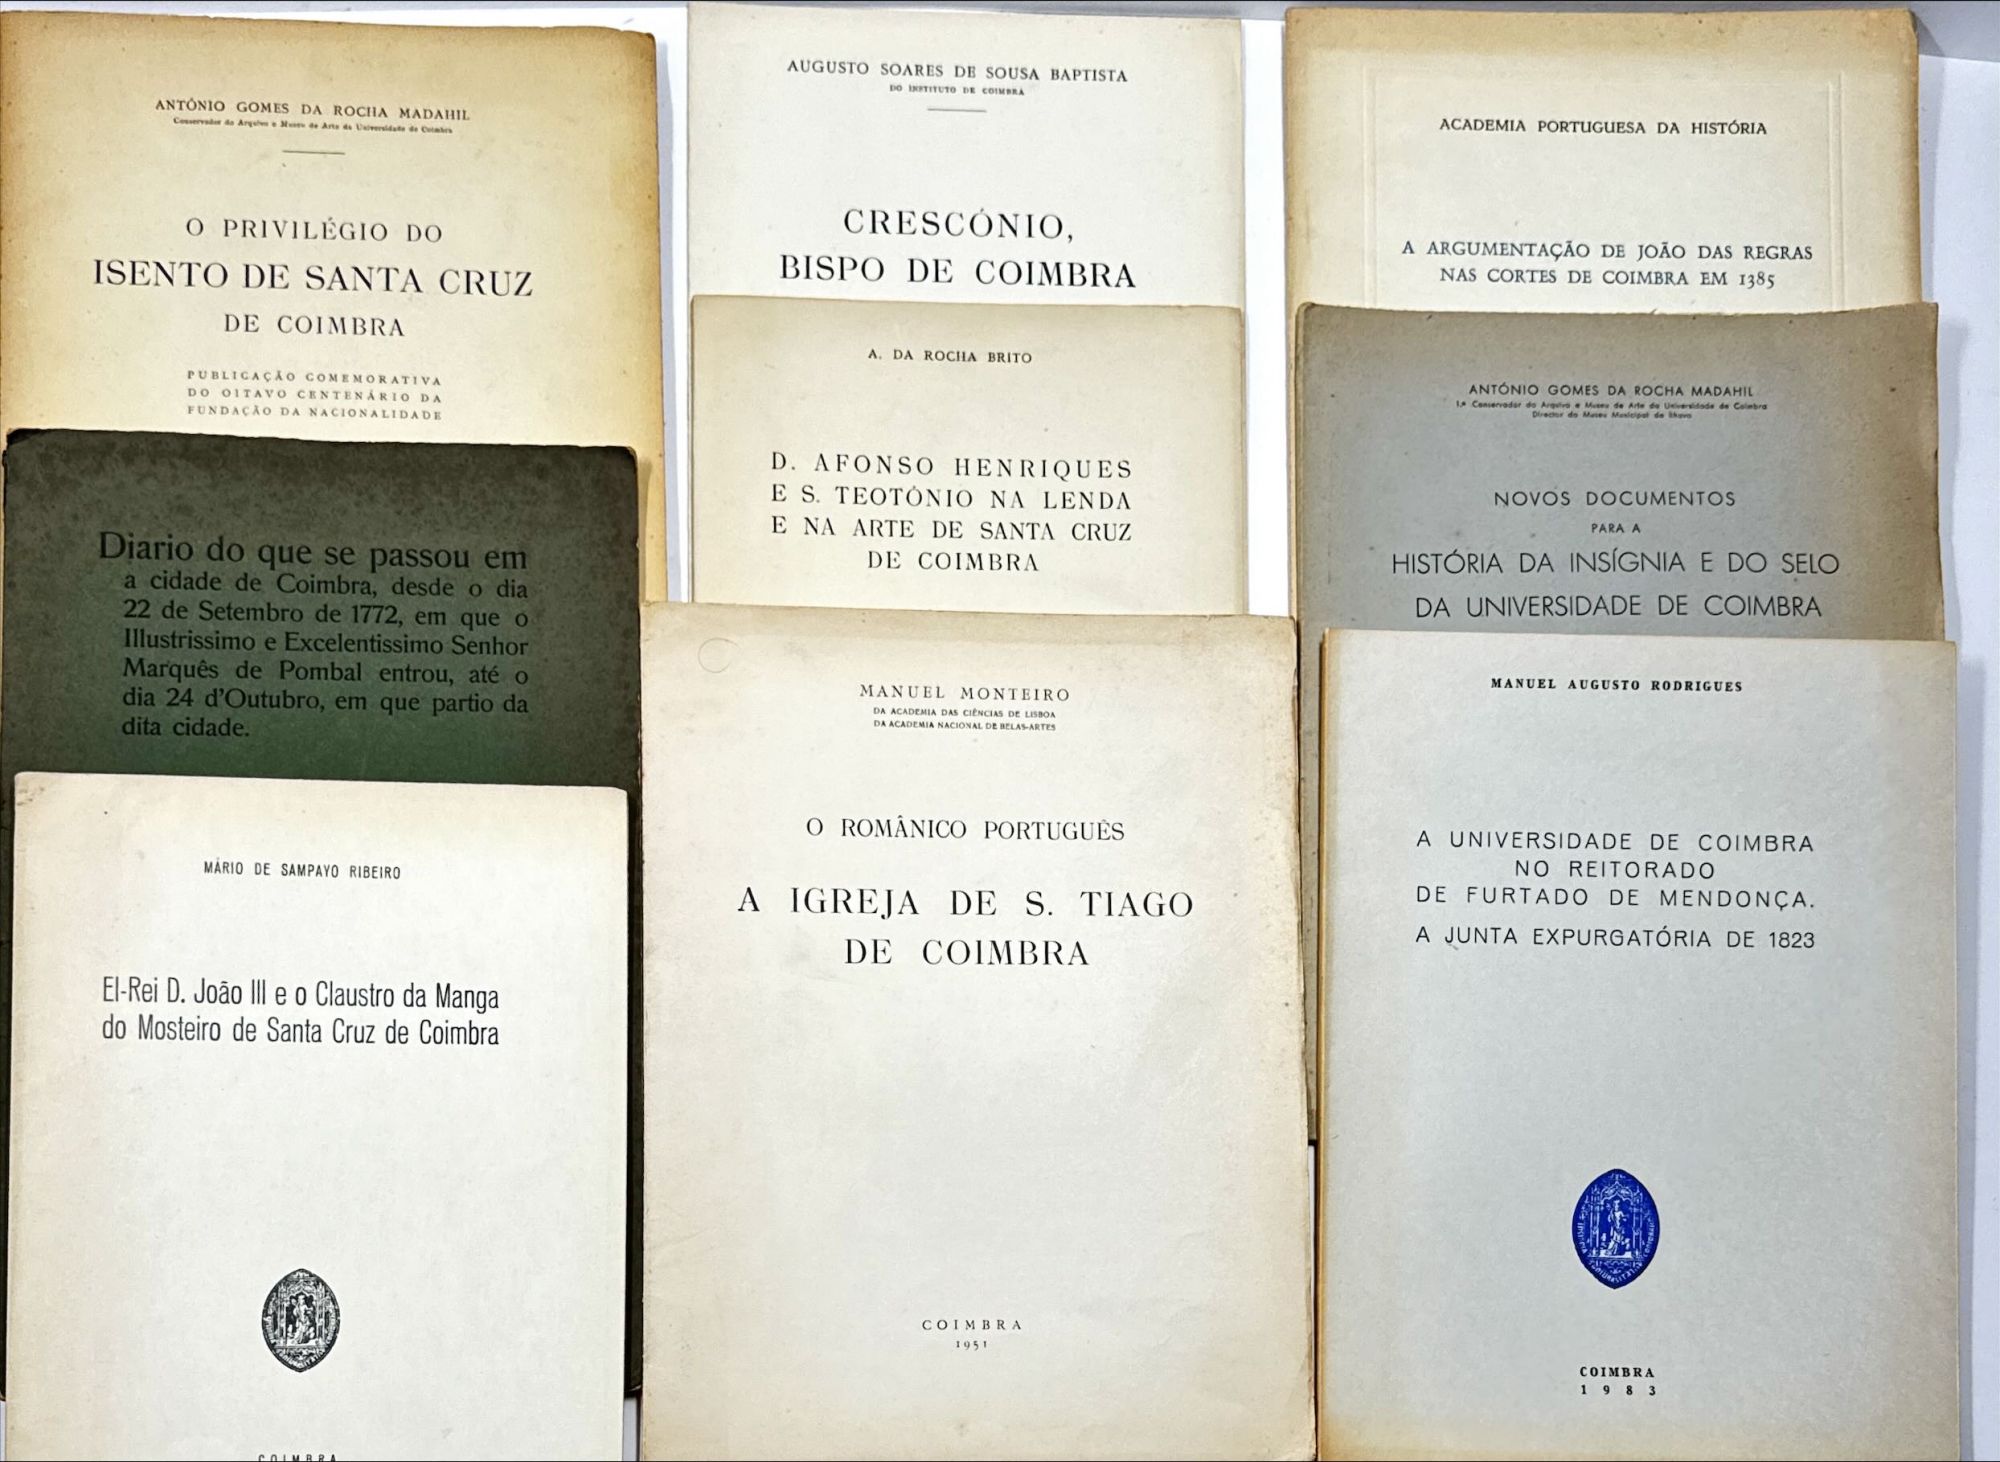 ANTÓNIO GOMES DA ROCHA MADAHIL
Conservador do Arquivo e Museu de Arte da Universidade de Coimbra
O PRIVILÉGIO DO
ISENTO DE SANTA CRUZ
DE COIMBRA
PUBLICAÇÃO COMEMORATIVA
DO OITAVO CENTENÁRIO DA
FUNDAÇÃO DA NACIONALIDADE
Diario do que se passou em
a cidade de Coimbra, desde o dia
22 de Setembro de 1772, em que o
Illustrissimo e Excelentissimo Senhor
Marquês de Pombal entrou, até o
dia 24 d'Outubro, em que partio da
dita cidade.
MÁRIO DE SAMPAYO RIBEIRO
El-Rei D. João III e o Claustro da Manga
do Mosteiro de Santa Cruz de Coimbra
COIMBRA
AUGUSTO SOARES DE SOUSA BAPTISTA
DO INSTITUTO DE COIMBRA
CRESCÓNIO,
BISPO DE COIMBRA
A. DA ROCHA BRITO
D. AFONSO HENRIQUES
E S. TEOTÓNIO NA LENDA
E NA ARTE DE SANTA CRUZ
DE COIMBRA
MANUEL MONTEIRO
DA ACADEMIA DAS CIÊNCIAS DE LISBOA
DA ACADEMIA NACIONAL DE BELAS-ARTES
O ROMÂNICO PORTUGUÊS
A IGREJA DE S. TIAGO
DE COIMBRA
COIMBRA
1951
ACADEMIA PORTUGUESA DA HISTÓRIA
A ARGUMENTAÇÃO DE JOÃO DAS REGRAS
NAS CORTES DE COIMBRA EM 1385
ANTÓNIO GOMES DA ROCHA MADAHIL
1.º Conservador do Arquivo e Museu de Arte da Universidade de Coimbra
Director do Museu Municipal de Ílhavo
NOVOS DOCUMENTOS
PARA A
HISTÓRIA DA INSÍGNIA E DO SELO
DA UNIVERSIDADE DE COIMBRA
MANUEL AUGUSTO RODRIGUES
A UNIVERSIDADE DE COIMBRA
NO REITORADO
DE FURTADO DE MENDONÇA.
A JUNTA EXPURGATÓRIA DE 1823
COIMBRA
1983